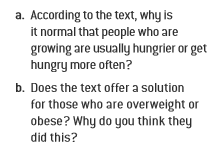 a. According to the text, why is
it normal that people who are
growing are usually hungrier or get
hungry more often?
b. Does the text offer a solution
for those who are overweight or
obese? Why do you think they
did this?